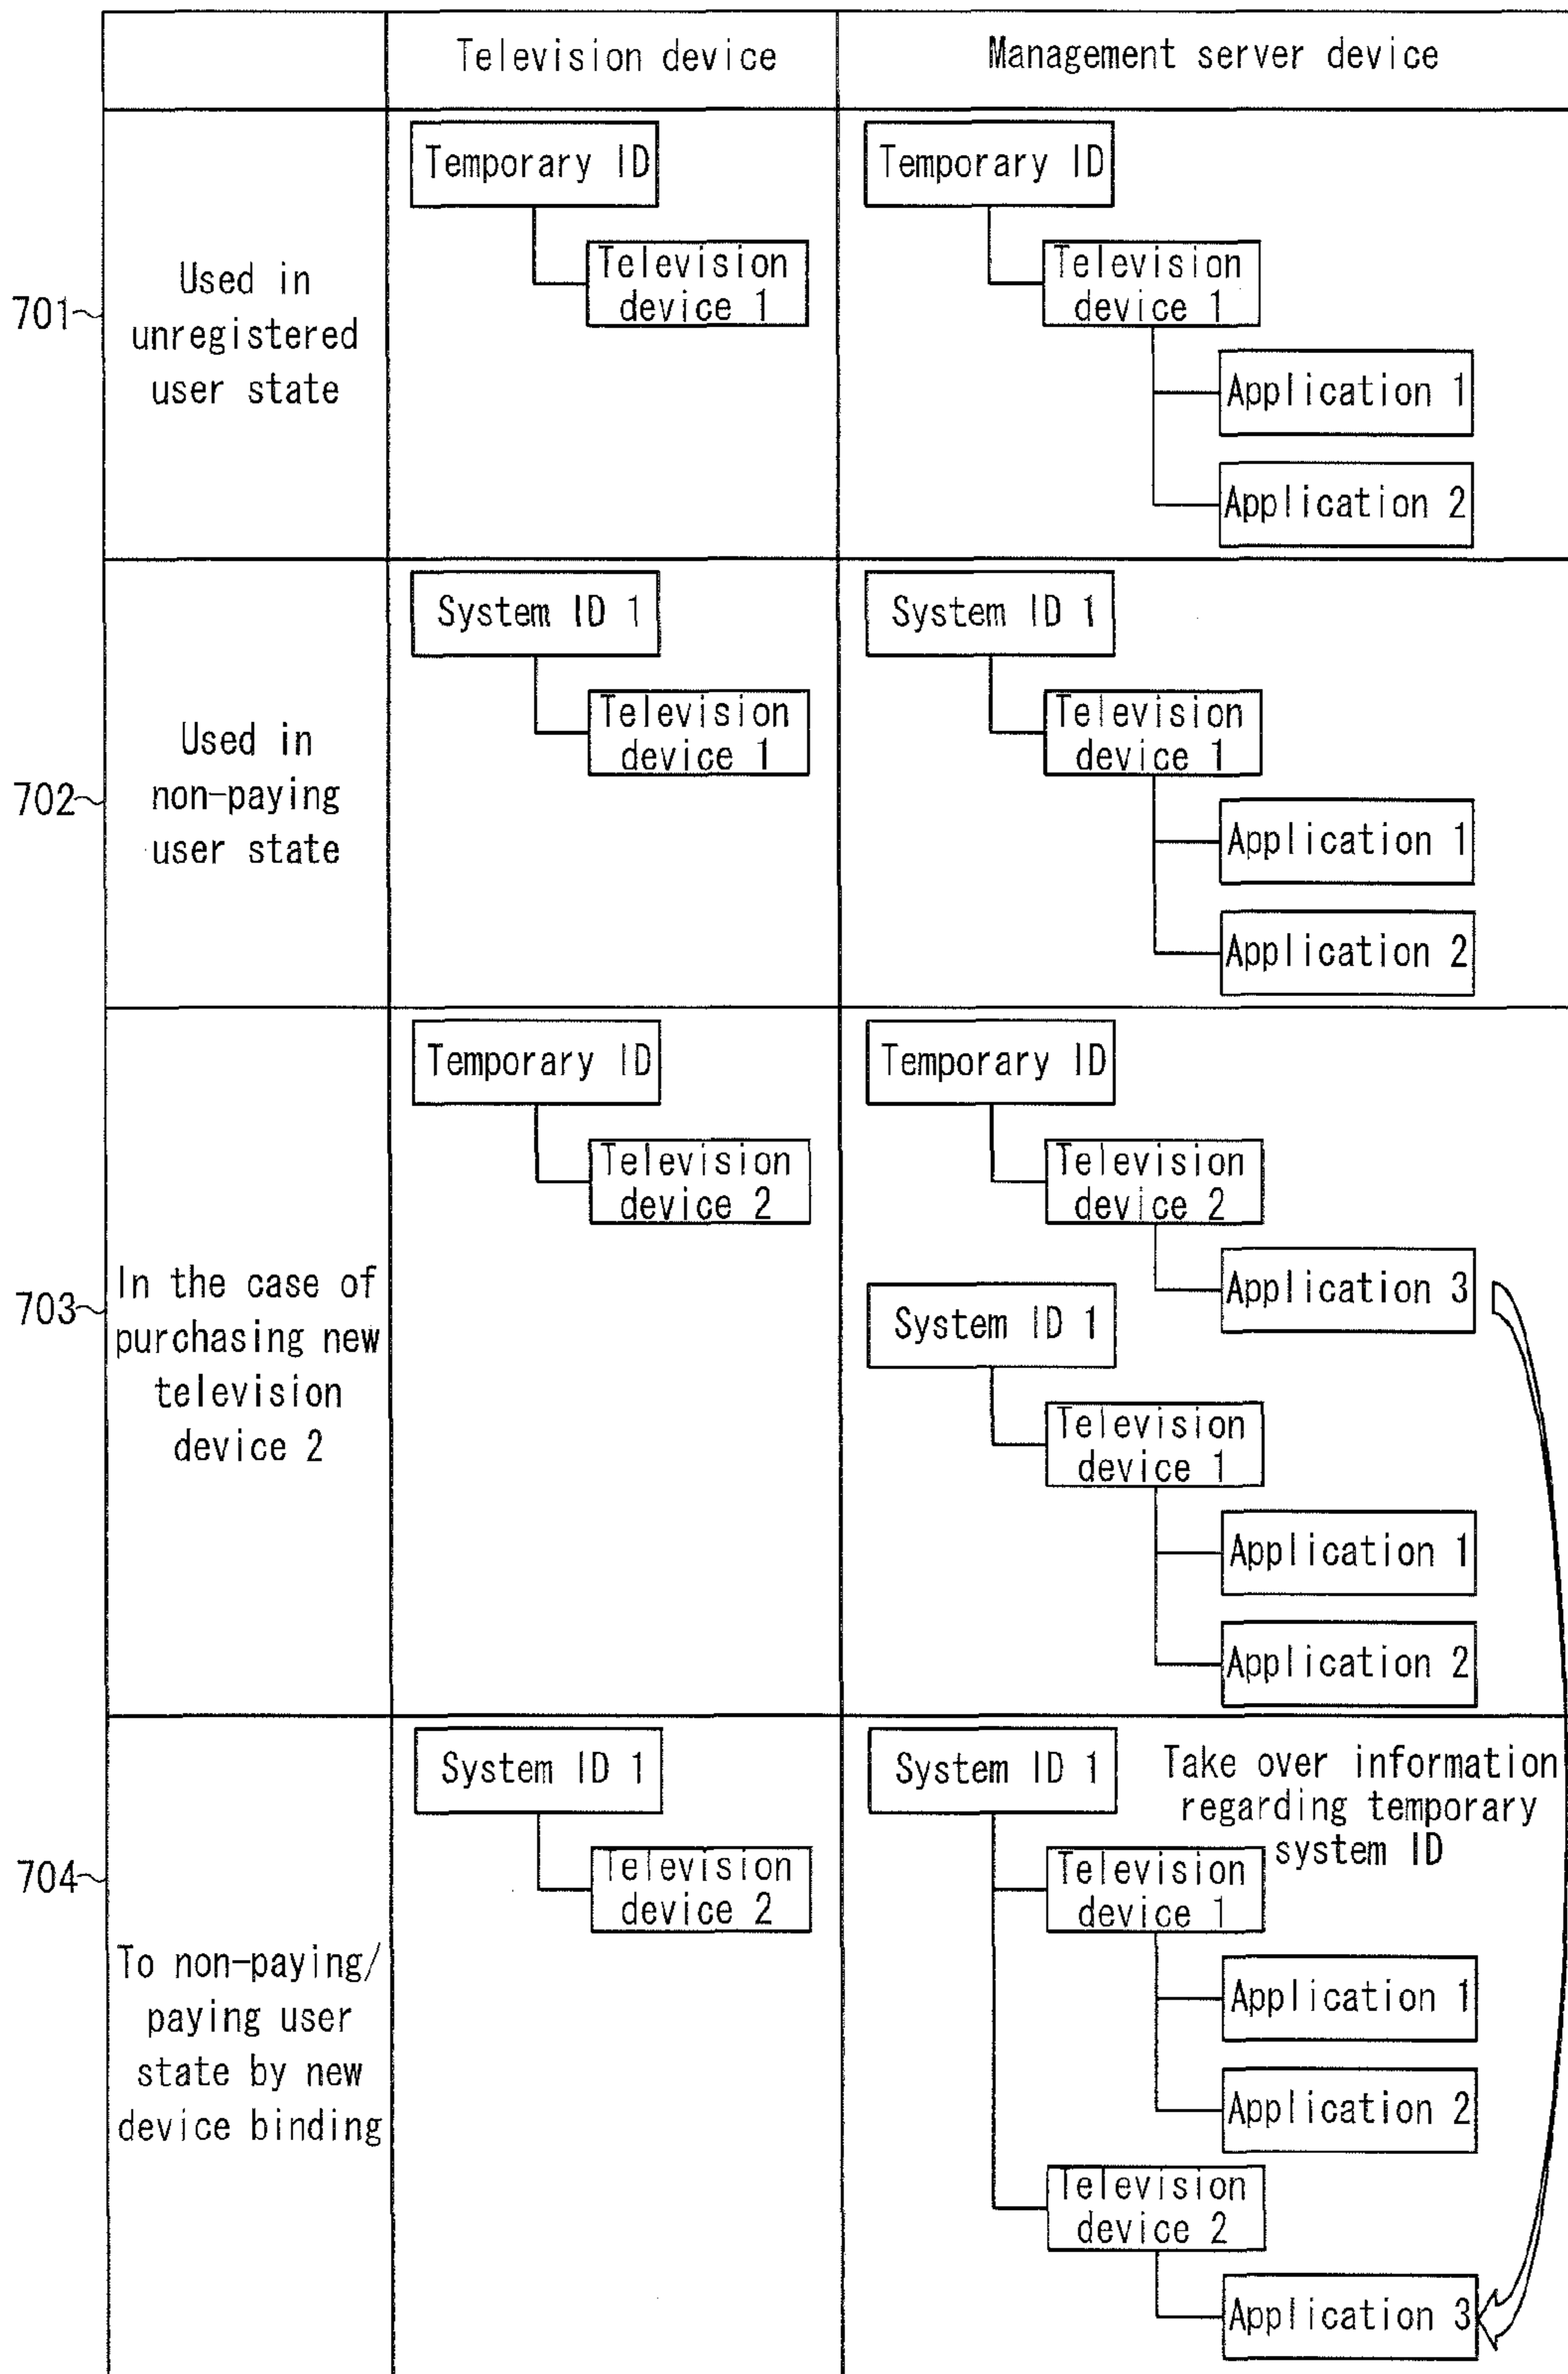 Television device
Management server device
701
Used in
unregistered
user state
Temporary ID
Television
device 1
Temporary ID
Television
device 1
Application 1
Application 2
702
Used in
non-paying
user state
System ID 1
Television
device 1
System ID 1
Television
device 1
Application 1
Application 2
703
In the case of
purchasing new
television
device 2
Temporary ID
Television
device 2
Temporary ID
Television
device 2
Application 3
System ID 1
Television
device 1
Application 1
Application 2
704
To non-paying/
paying user
state by new
device binding
System ID 1
Television
device 2
System ID 1
Take over information
regarding temporary
system ID
Television
device 1
Application 1
Application 2
Television
device 2
Application 3